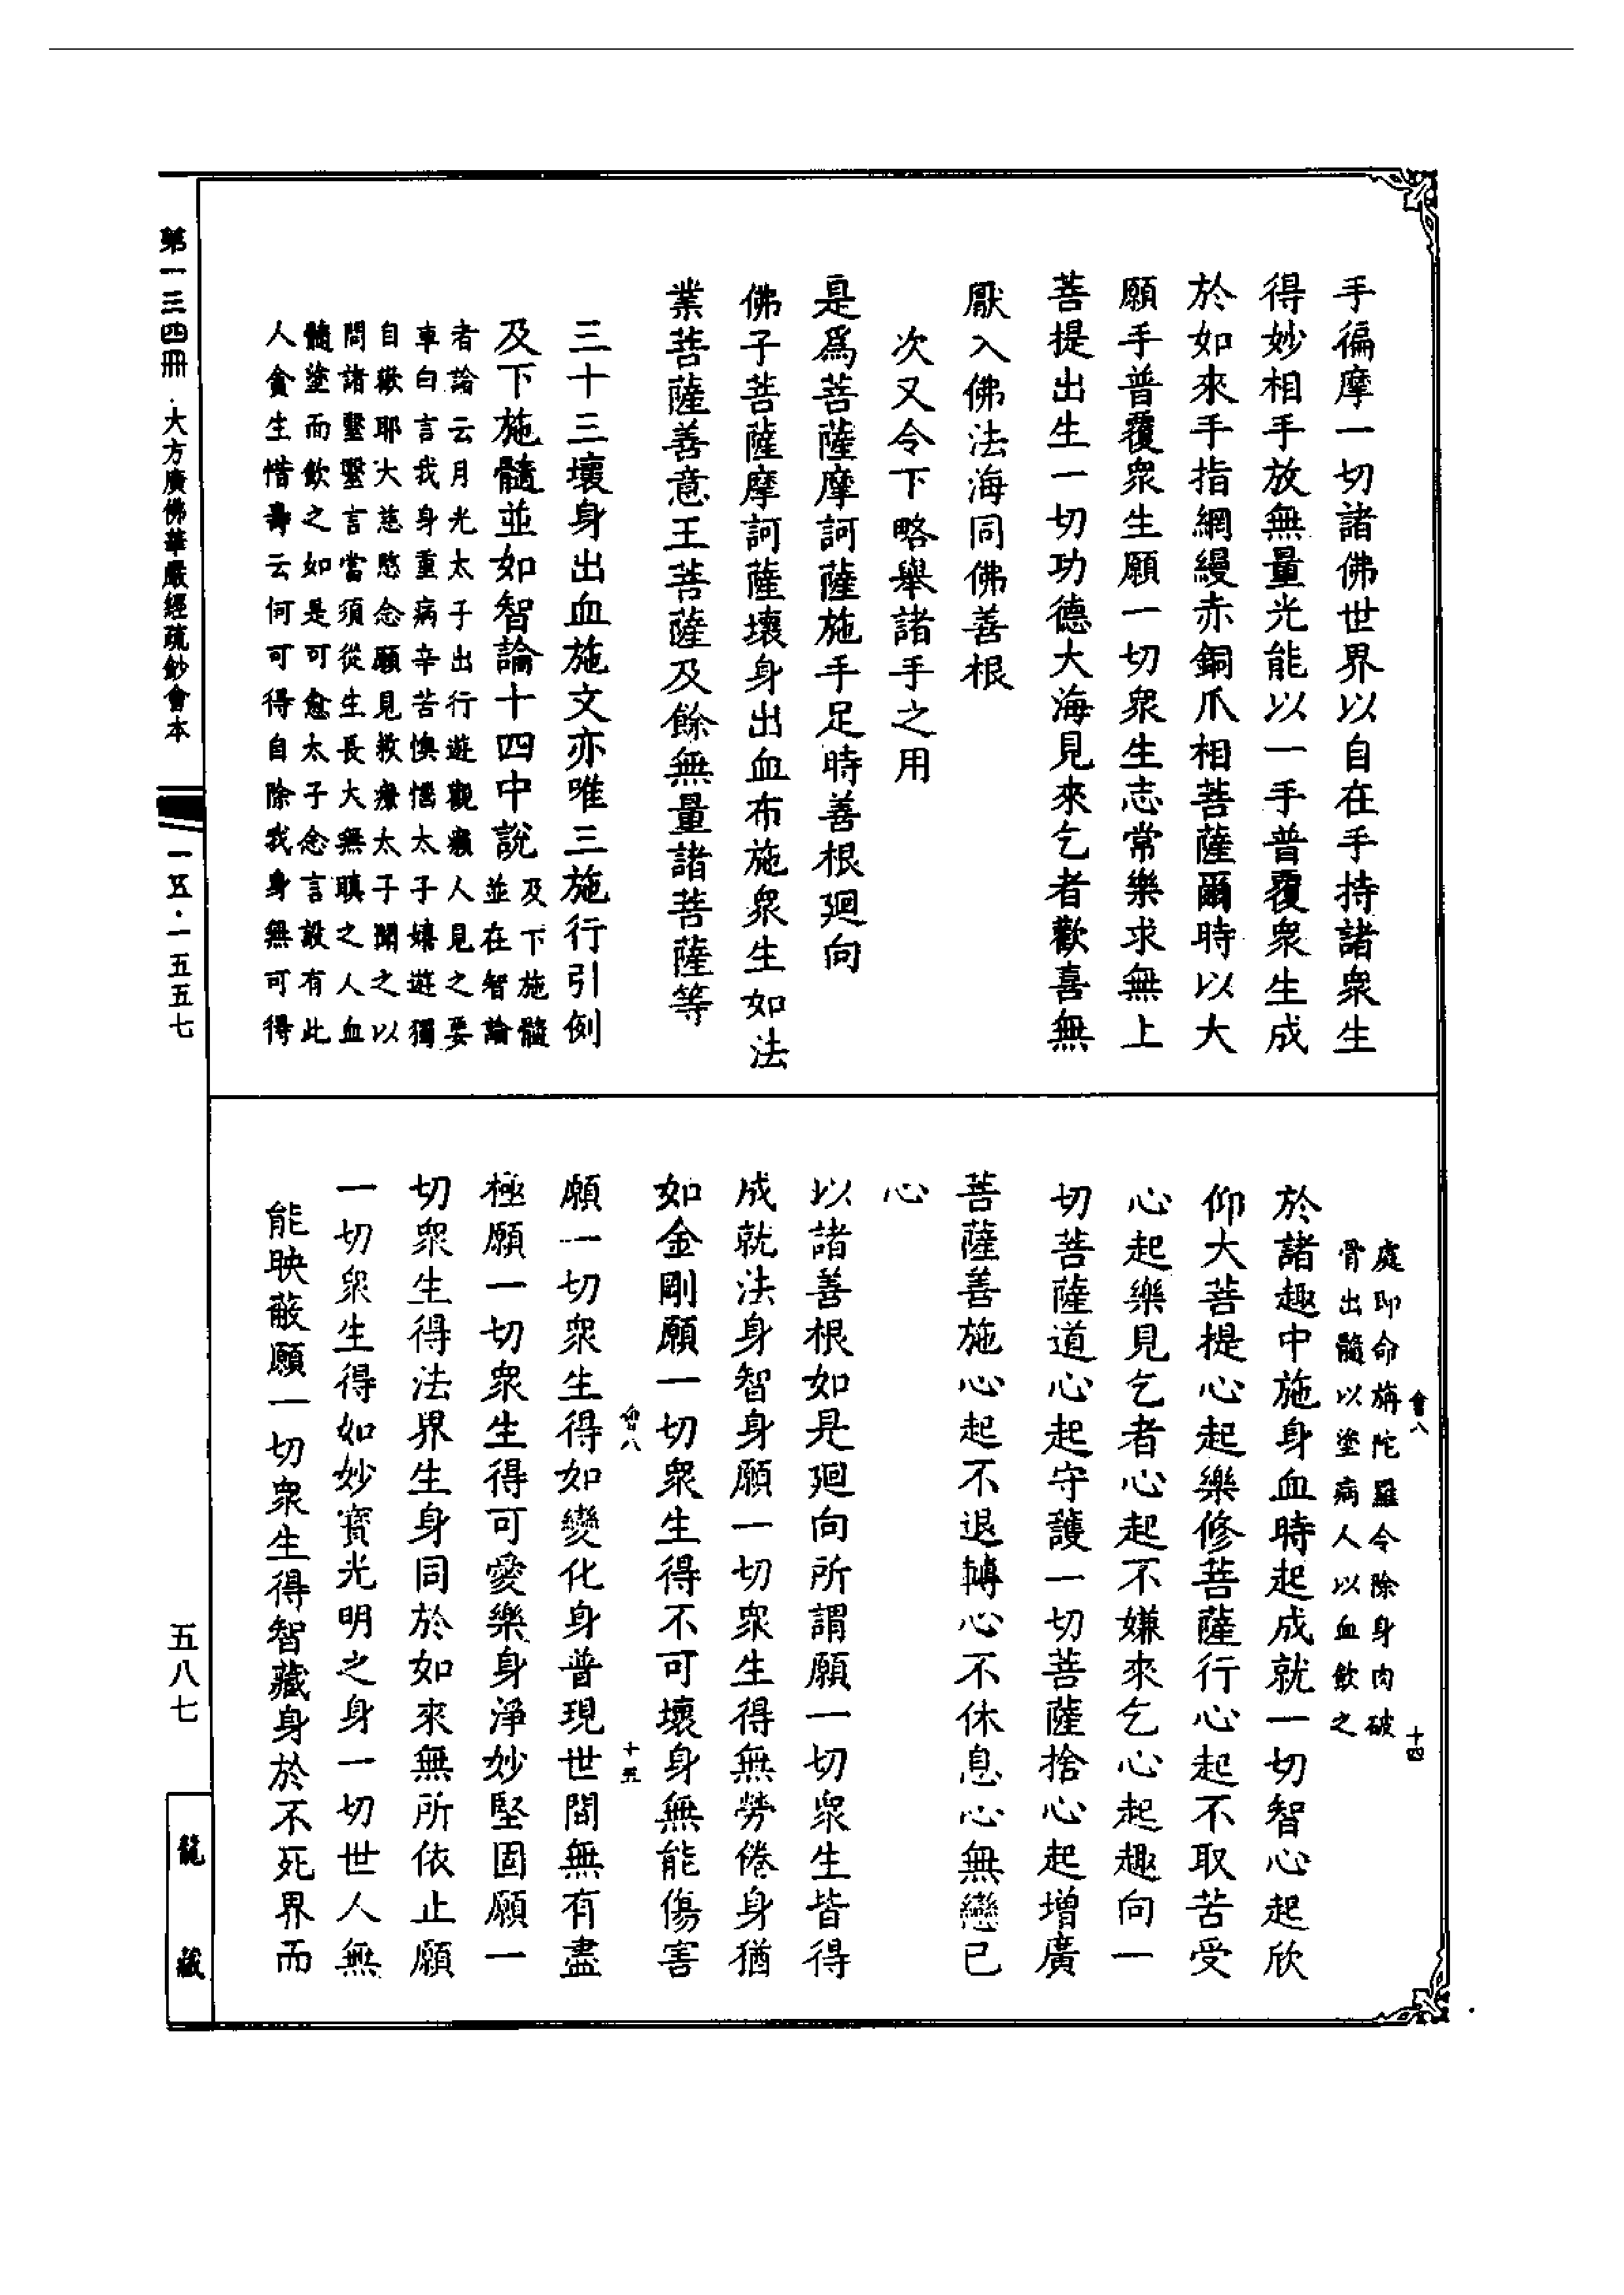 手徧摩一切諸佛世界以自在手持諸衆生
得妙相手放無量光能以一手普覆衆生成
於如來手指網縵赤銅爪相菩薩爾時以大
願手普覆衆生願一切衆生志常樂求無上
菩提出生一切功德大海見來乞者歡喜無
厭入佛法海同佛善根
次又令下略舉諸手之用
是爲菩薩摩訶薩施手足時善根廻向
佛子菩薩摩訶薩壞身出血布施衆生如法
業菩薩善意王菩薩及餘無量諸菩薩等
三十三壞身出血施文亦唯三施行引例
及下施髓並如智論十四中說
及下施髓
並在智論
者論云月光太子出行遊觀癩人見之要
車白言我身重病辛苦懊惱太子嬉遊獨
自歡耶大慈愍念願見救療太子聞之以
問諸毉毉言當須從生長大無瞋之人血
髓塗而飲之如是可愈太子念言設有此
人貪生惜壽云何可得自除我身無可得
處即命旃陀羅令除身肉破
骨出髓以塗病人以血飲之
會八
十四
於諸趣中施身血時起成就一切智心起欣
仰大菩提心起樂修菩薩行心起不取苦受
心起樂見乞者心起不嫌來乞心起趣向一
切菩薩道心起守護一切菩薩捨心起增廣
菩薩善施心起不退轉心不休息心無戀已
心
以諸善根如是廻向所謂願一切衆生皆得
成就法身智身願一切衆生得無勞倦身猶
如金剛願一切衆生得不可壞身無能傷害
會八
十五
願一切衆生得如變化身普現世間無有盡
極願一切衆生得可愛樂身淨妙堅固願一
切衆生得法界生身同於如來無所依止願
一切衆生得如妙寶光明之身一切世人無
能映蔽願一切衆生得智藏身於不死界而
第一三四冊·大方廣佛華嚴經疏鈔會本
一五·一五五七
五八七
龍藏